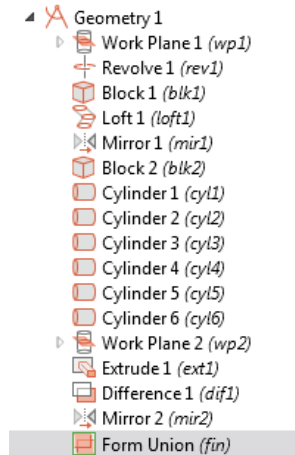 Geometry 1
Work Plane 1 (wp1)
Revolve 1 (rev1)
Block 1 (blk1)
Loft 1 (loft1)
Mirror 1 (mir1)
Block 2 (blk2)
Cylinder 1 (cyl1)
Cylinder 2 (cyl2)
Cylinder 3 (cyl3)
Cylinder 4 (cyl4)
Cylinder 5 (cyl5)
Cylinder 6 (cyl6)
Work Plane 2 (wp2)
Extrude 1 (ext1)
Difference 1 (dif1)
Mirror 2 (mir2)
Form Union (fin)